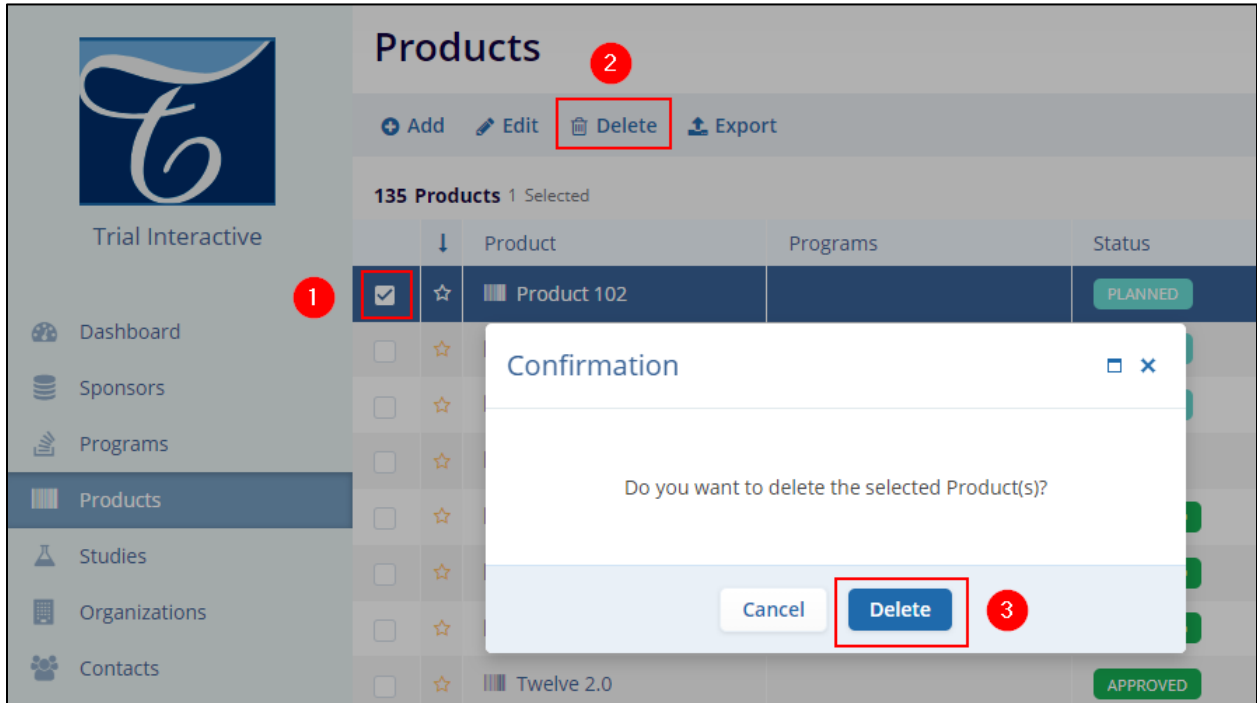 Products
2
Add Edit Delete Export
135 Products 1 Selected
Trial Interactive
Product Programs Status
1
Product 102 PLANNED
Dashboard
Sponsors
Programs
Products
Studies
Organizations
Contacts
Confirmation
Do you want to delete the selected Product(s)?
Cancel Delete 3
Twelve 2.0 APPROVED